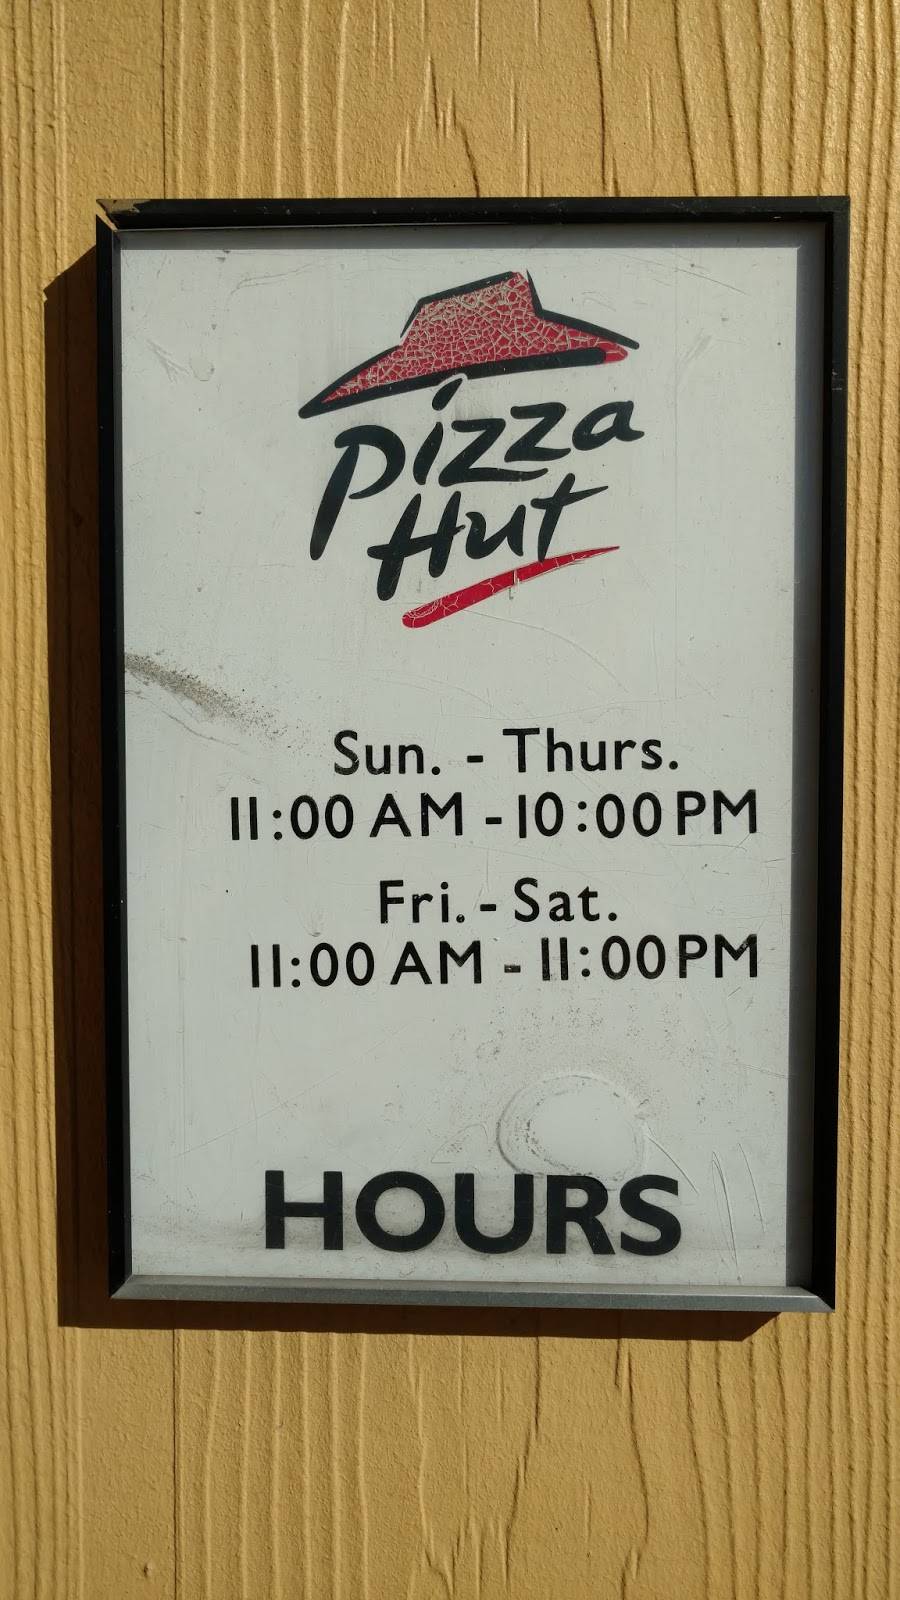 Pizza
Hut
Sun. - Thurs.
11:00 AM - 10:00 PM
Fri. - Sat.
11:00 AM - 11:00 PM
HOURS